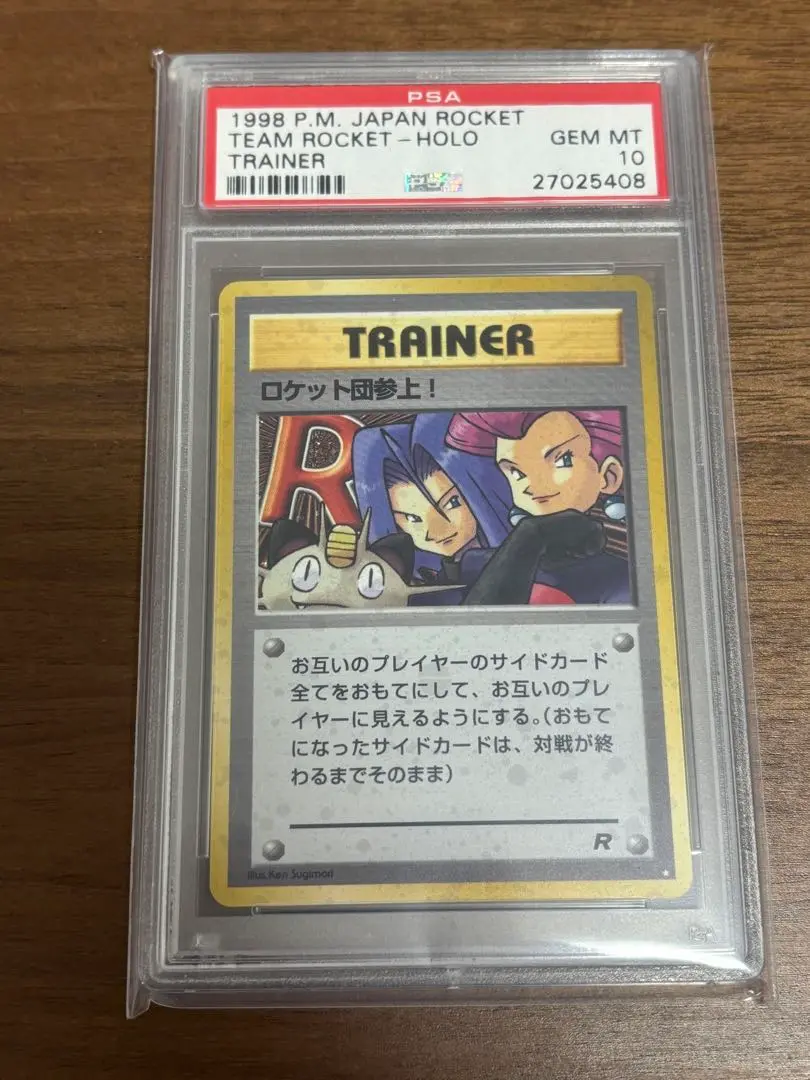 PSA
1998 P.M. JAPAN ROCKET
TEAM ROCKET-HOLO GEM MT
TRAINER 10
27025408
TRAINER
ロケット団参上！
R
お互いのプレイヤーのサイドカード
全てをおもてにして、お互いのプレ
イヤーに見えるようにする。（おもて
になったサイドカードは、対戦が終
わるまでそのまま）
R
Illus. Ken Sugimori